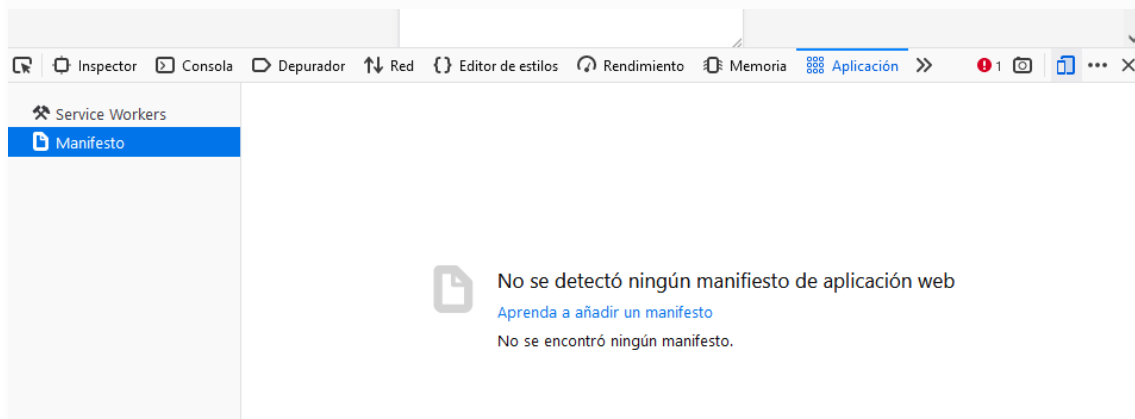 Inspector Consola Depurador Red Editor de estilos Rendimiento Memoria Aplicación 1
Service Workers
Manifesto
No se detectó ningún manifiesto de aplicación web
Aprenda a añadir un manifesto
No se encontró ningún manifesto.